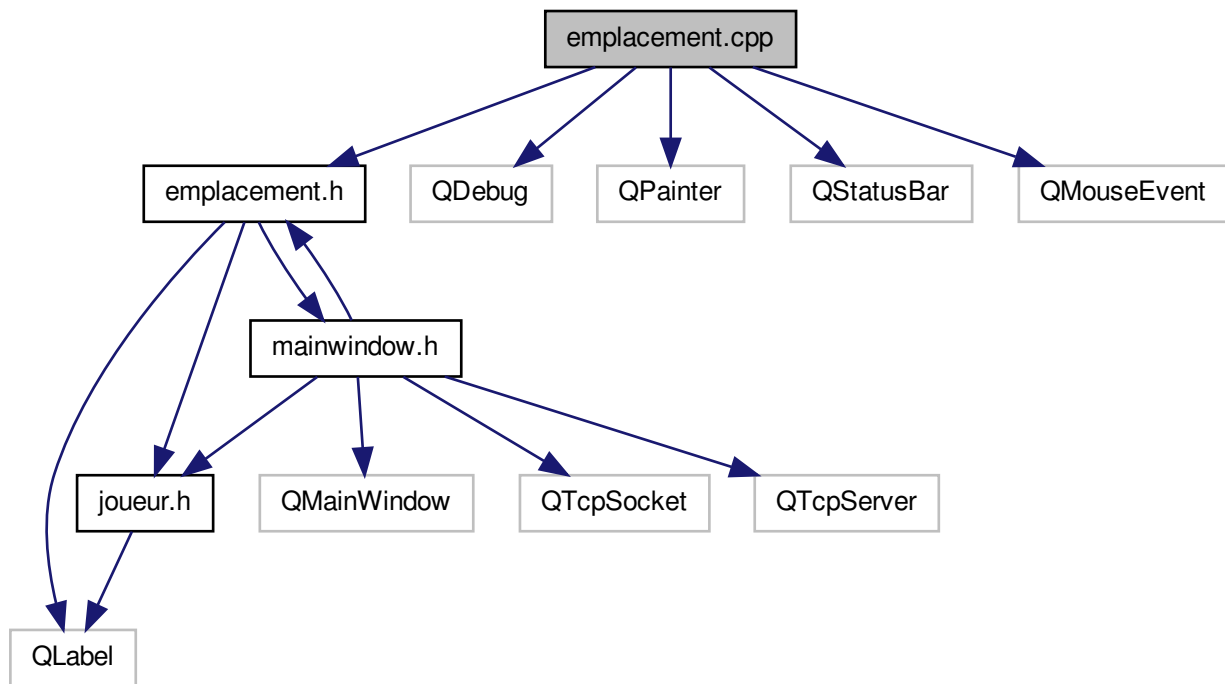 emplacement.cpp
emplacement.h
QDebug
QPainter
QStatusBar
QMouseEvent
mainwindow.h
joueur.h
QMainWindow
QTcpSocket
QTcpServer
QLabel